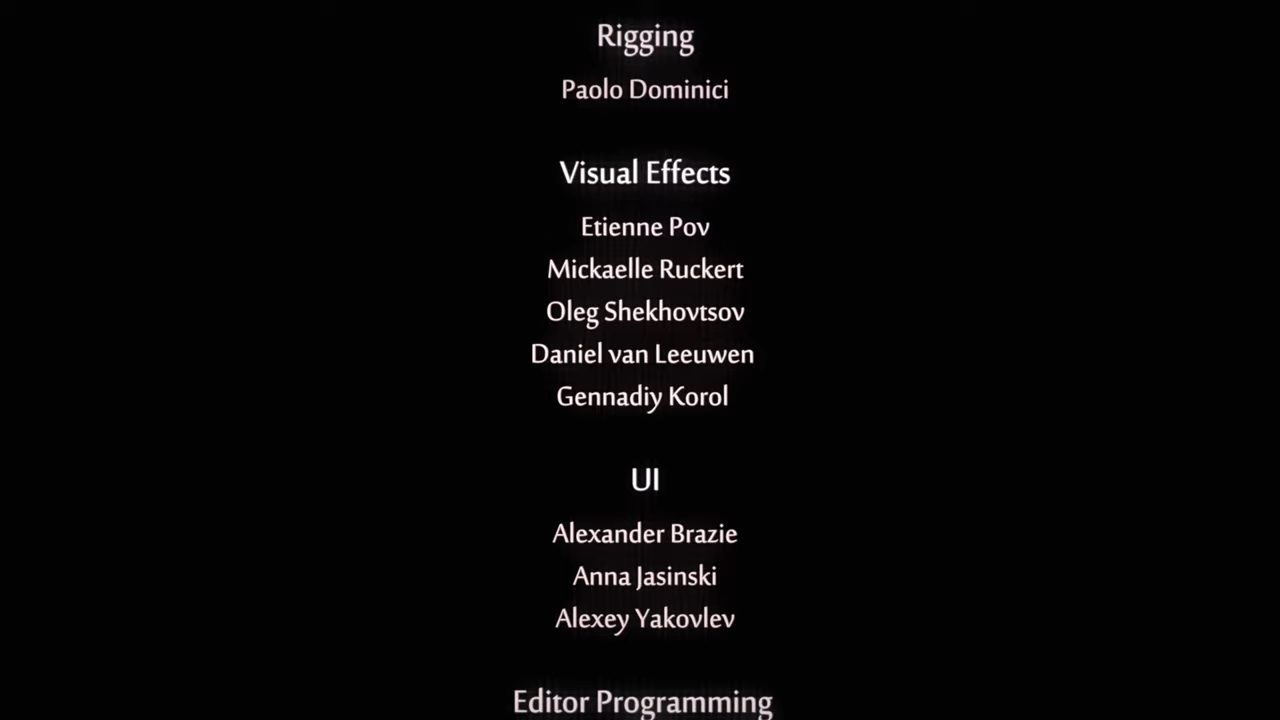 Rigging
Paolo Dominici
Visual Effects
Etienne Pov
Mickaelle Ruckert
Oleg Shekhovtsov
Daniel van Leeuwen
Gennadiy Korol
UI
Alexander Brazie
Anna Jasinski
Alexey Yakovlev
Editor Programming